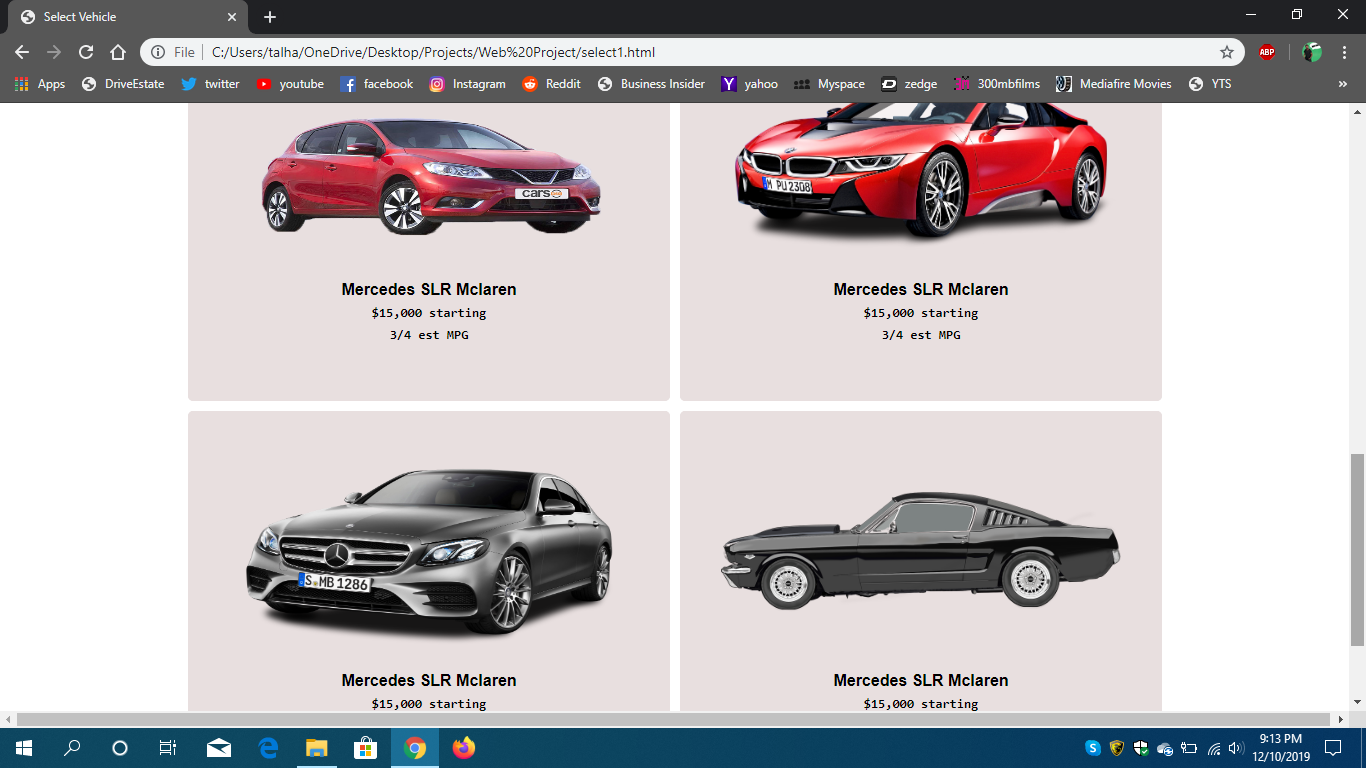 Select Vehicle
File
C:/Users/talha/OneDrive/Desktop/Projects/Web%20Project/select1.html
ABP
Apps DriveEstate twitter youtube facebook Instagram Reddit Business Insider yahoo Myspace zedge 300mbfilms Mediafire Movies YTS »
cars
M PU 2308
Mercedes SLR Mclaren
$15,000 starting
3/4 est MPG
Mercedes SLR Mclaren
$15,000 starting
3/4 est MPG
S MB 1286
Mercedes SLR Mclaren
$15,000 starting
Mercedes SLR Mclaren
$15,000 starting
9:13 PM
12/10/2019